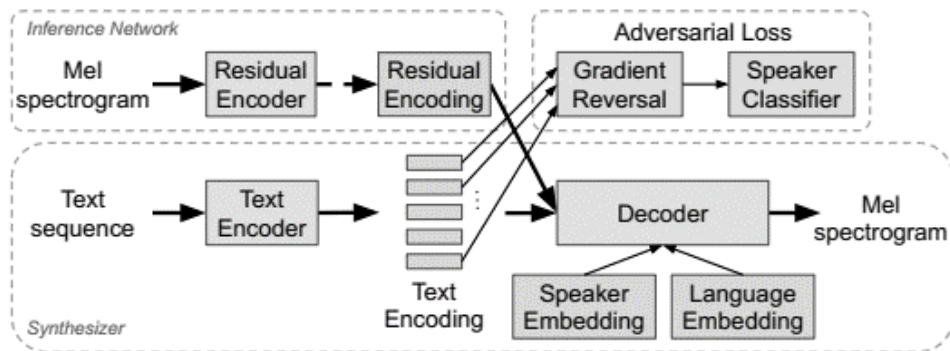 Inference Network
Adversarial Loss
Mel
spectrogram
Residual
Encoder
Residual
Encoding
Gradient
Reversal
Speaker
Classifier
Text
sequence
Text
Encoder
Text
Encoding
Decoder
Mel
spectrogram
Speaker
Embedding
Language
Embedding
Synthesizer